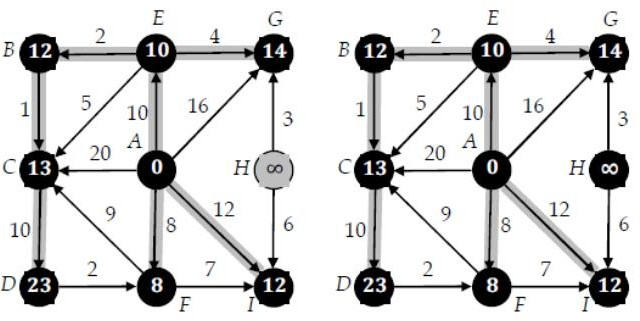 E G E G
B 12 2 10 4 14 B 12 2 10 4 14
1 5 10 16 3 1 5 10 16 3
A A
C 13 20 0 H ∞ C 13 20 0 H ∞
10 9 8 12 6 10 9 8 12 6
D 23 2 8 7 12 D 23 2 8 7 12
F I F I